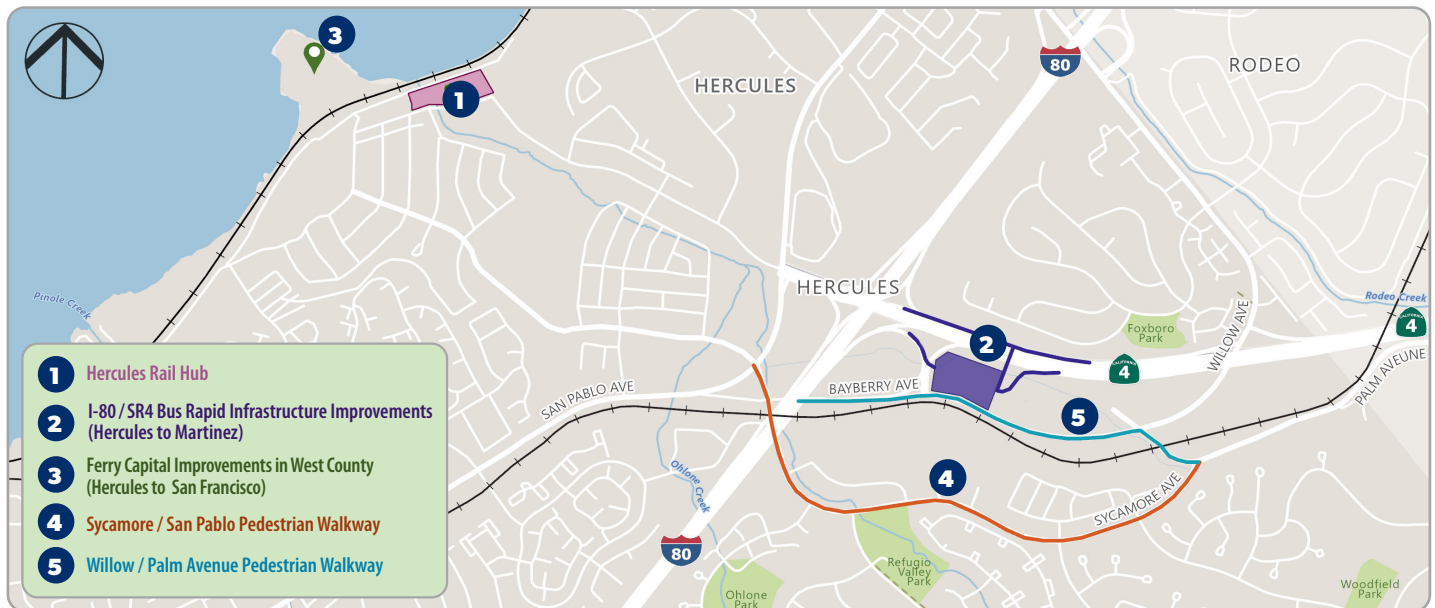 3
1
HERCULES
80
RODEO
Pinole Creek
HERCULES
Rodeo Creek
CALIFORNIA
4
Foxboro
Park
WILLOW AVE
2
CALIFORNIA
4
PALM AVEUNE
SAN PABLO AVE
BAYBERRY AVE
5
4
SYCAMORE AVE
Ohlone Creek
80
Refugio
Valley
Park
Ohlone
Park
Woodfield
Park
1 Hercules Rail Hub
2 I-80 / SR4 Bus Rapid Infrastructure Improvements
(Hercules to Martinez)
3 Ferry Capital Improvements in West County
(Hercules to San Francisco)
4 Sycamore / San Pablo Pedestrian Walkway
5 Willow / Palm Avenue Pedestrian Walkway